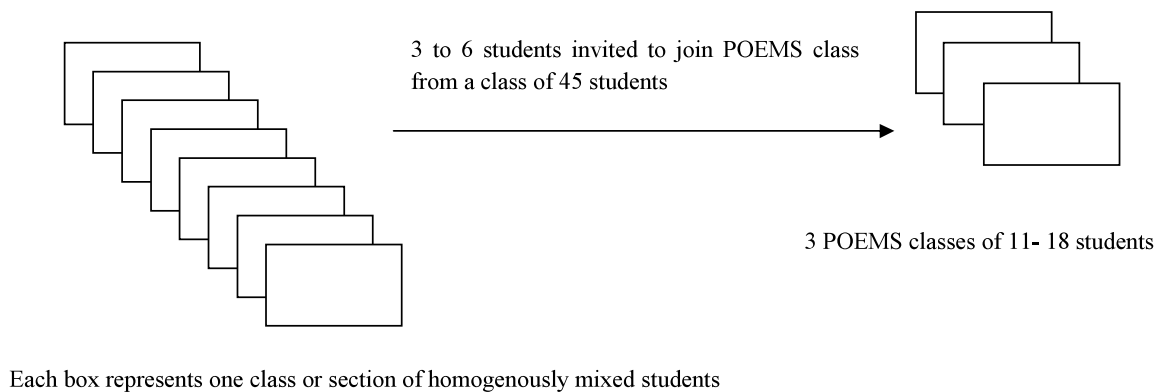 3 to 6 students invited to join POEMS class
from a class of 45 students
3 POEMS classes of 11- 18 students
Each box represents one class or section of homogenously mixed students